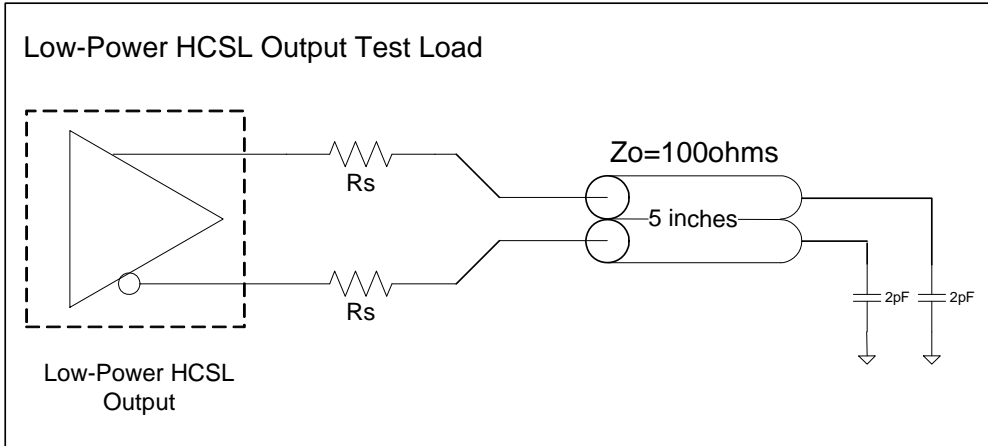 Low-Power HCSL Output Test Load
Rs
Zo=100ohms
5 inches
Rs
2pF
2pF
Low-Power HCSL
Output